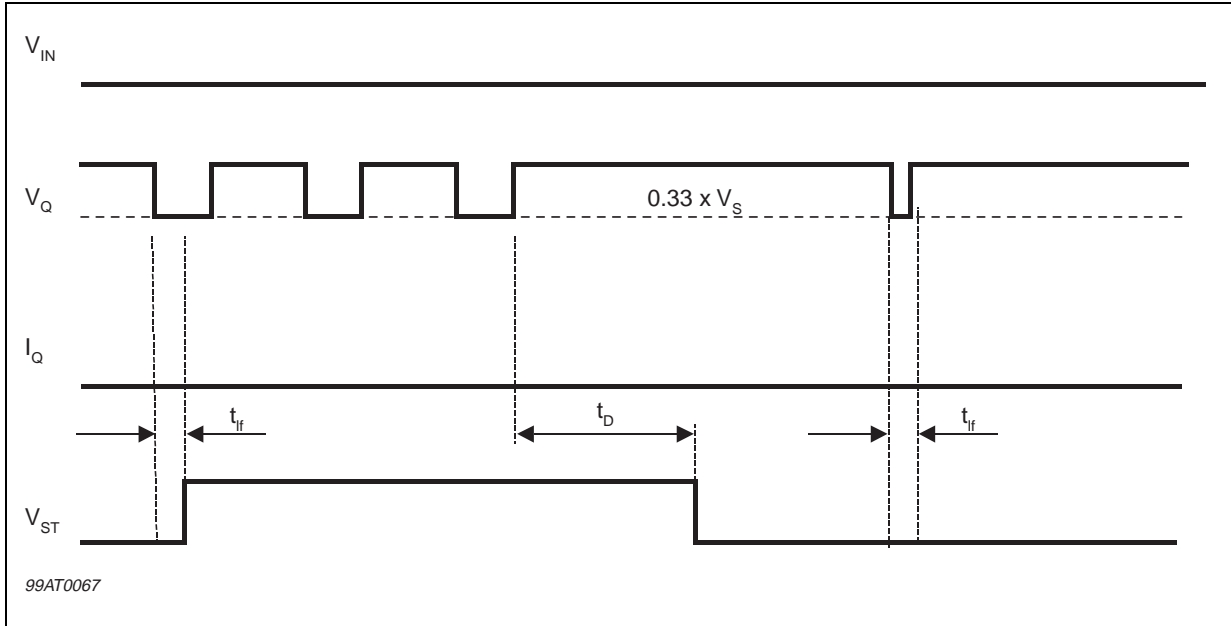 V_IN
V_Q
0.33 x V_S
I_Q
t_lf
t_D
t_lf
V_ST
99AT0067